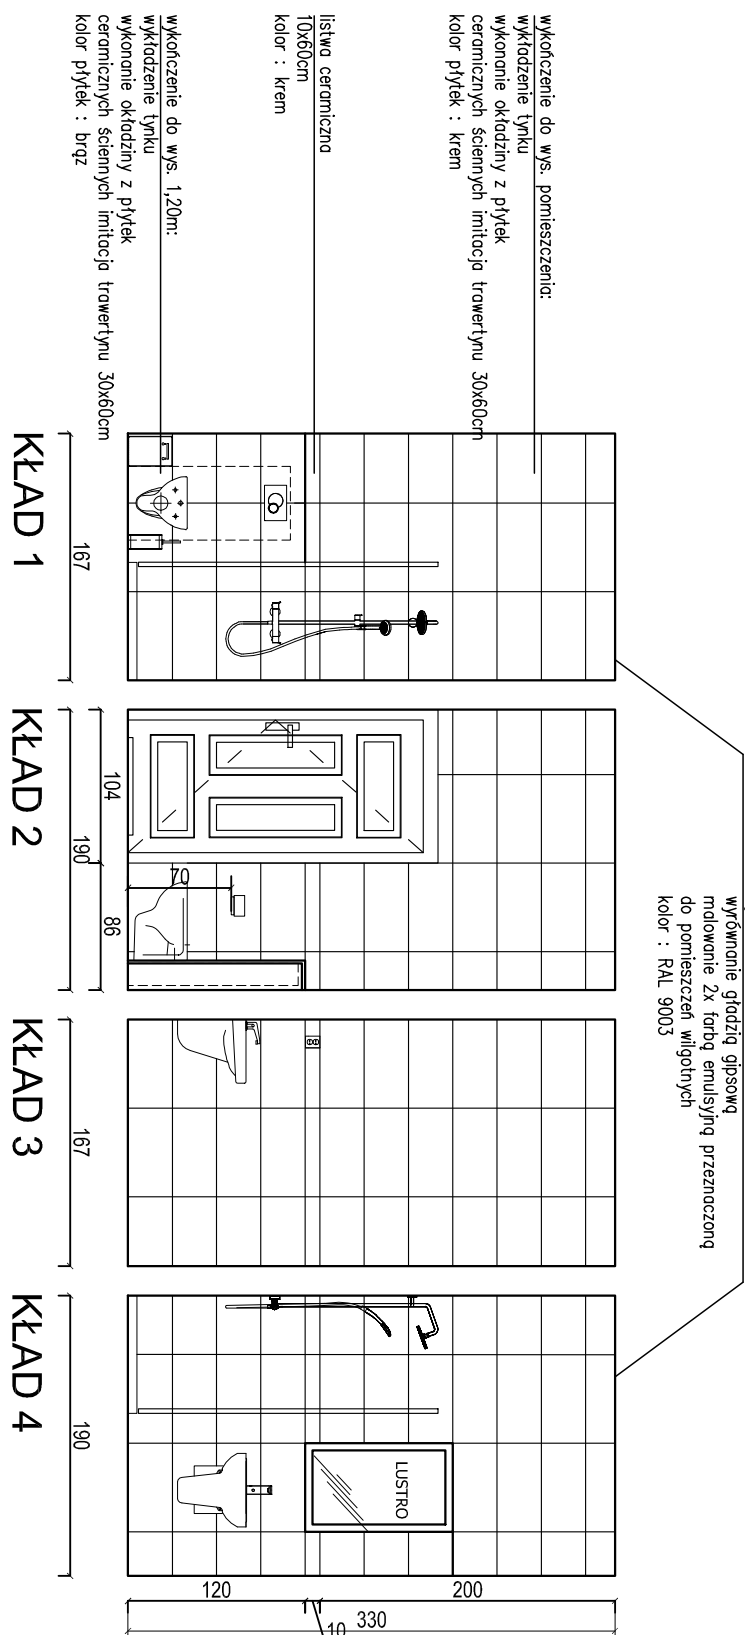 wykończenie do wys. pomieszczenia:
wykładzenie tynku
wykonanie okładziny z płytek
ceramicznych ściennych imitacja trawertynu 30x60cm
kolor płytek : krem
listwa ceramiczna
10x60cm
kolor : krem
wykończenie do wys. 1,20m:
wykładzenie tynku
wykonanie okładziny z płytek
ceramicznych ściennych imitacja trawertynu 30x60cm
kolor płytek : brąz
wyrównanie gładzią gipsową
malowanie 2x farbą emulsyjną przeznaczoną
do pomieszczeń wilgotnych
kolor : RAL 9003
LUSTRO
70
104
86
167
190
167
190
120
10
200
330
KŁAD 1
KŁAD 2
KŁAD 3
KŁAD 4